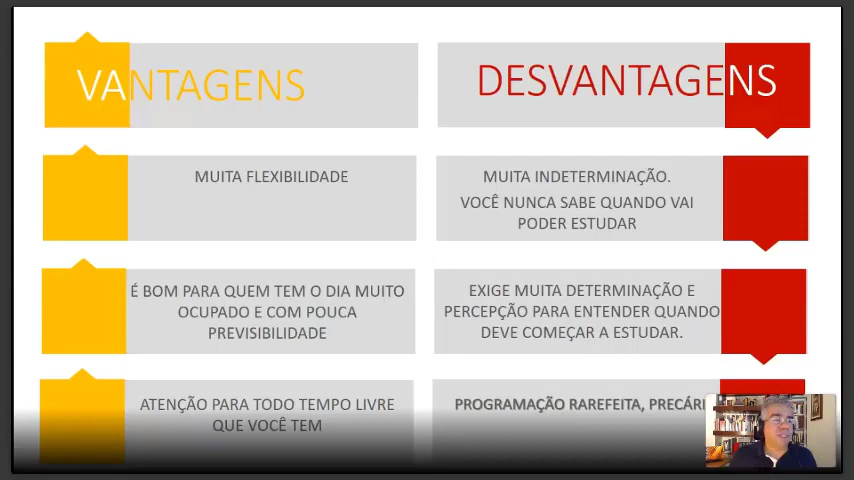 VANTAGENS
DESVANTAGENS
MUITA FLEXIBILIDADE
MUITA INDETERMINAÇÃO.
VOCÊ NUNCA SABE QUANDO VAI
PODER ESTUDAR
É BOM PARA QUEM TEM O DIA MUITO
OCUPADO E COM POUCA
PREVISIBILIDADE
EXIGE MUITA DETERMINAÇÃO E
PERCEPÇÃO PARA ENTENDER QUANDO
DEVE COMEÇAR A ESTUDAR.
ATENÇÃO PARA TODO TEMPO LIVRE
QUE VOCÊ TEM
PROGRAMAÇÃO RAREFEITA,